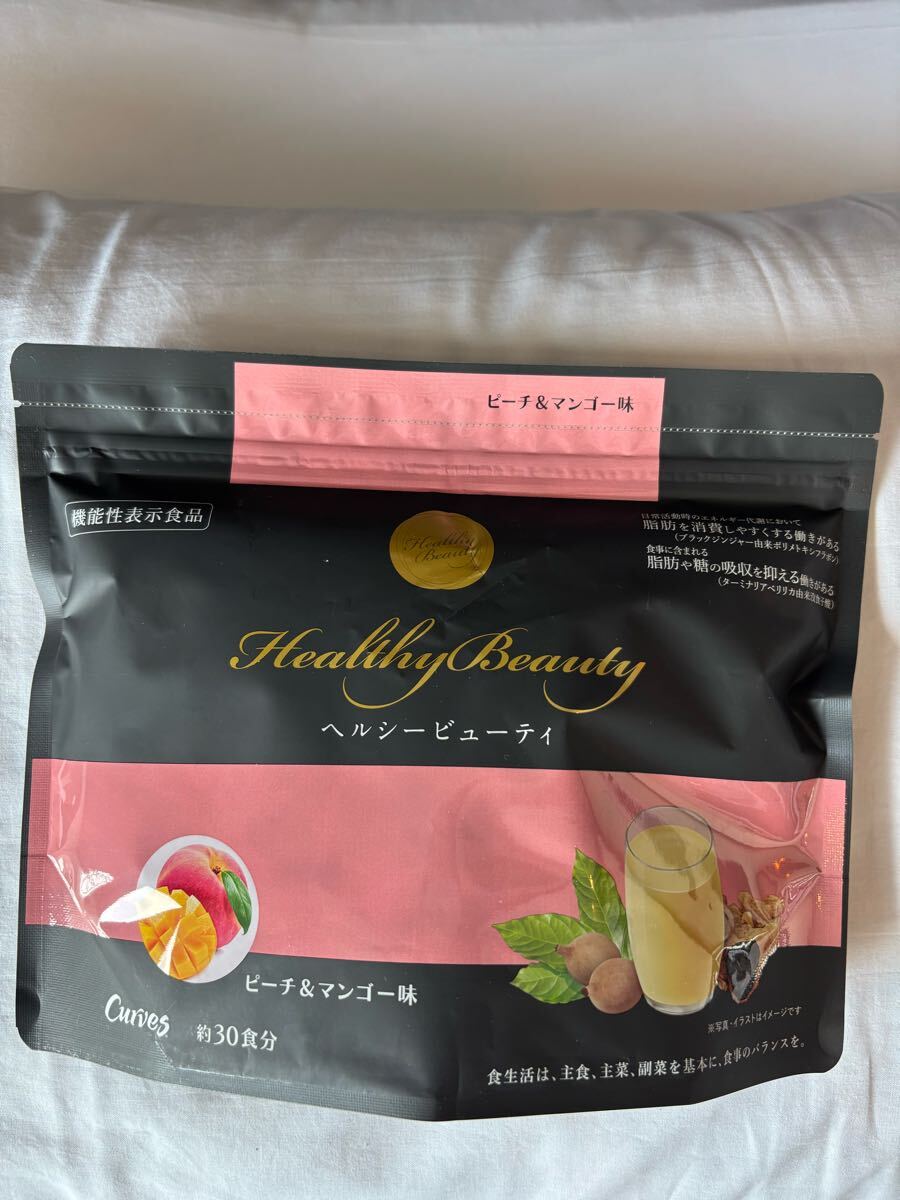 ピーチ&マンゴー味
機能性表示食品
Healthy
Beauty
日常活動時のエネルギー代謝において
脂肪を消費しやすくする働きがある
(ブラックジンジャー由来ポリメトキシフラボン)
食事に含まれる
脂肪や糖の吸収を抑える働きがある
(ターミナリアベリリカ由来没食子酸)
Healthy Beauty
ヘルシービューティ
ピーチ&マンゴー味
Curves
約30食分
※写真・イラストはイメージです
食生活は、主食、主菜、副菜を基本に、食事のバランスを。